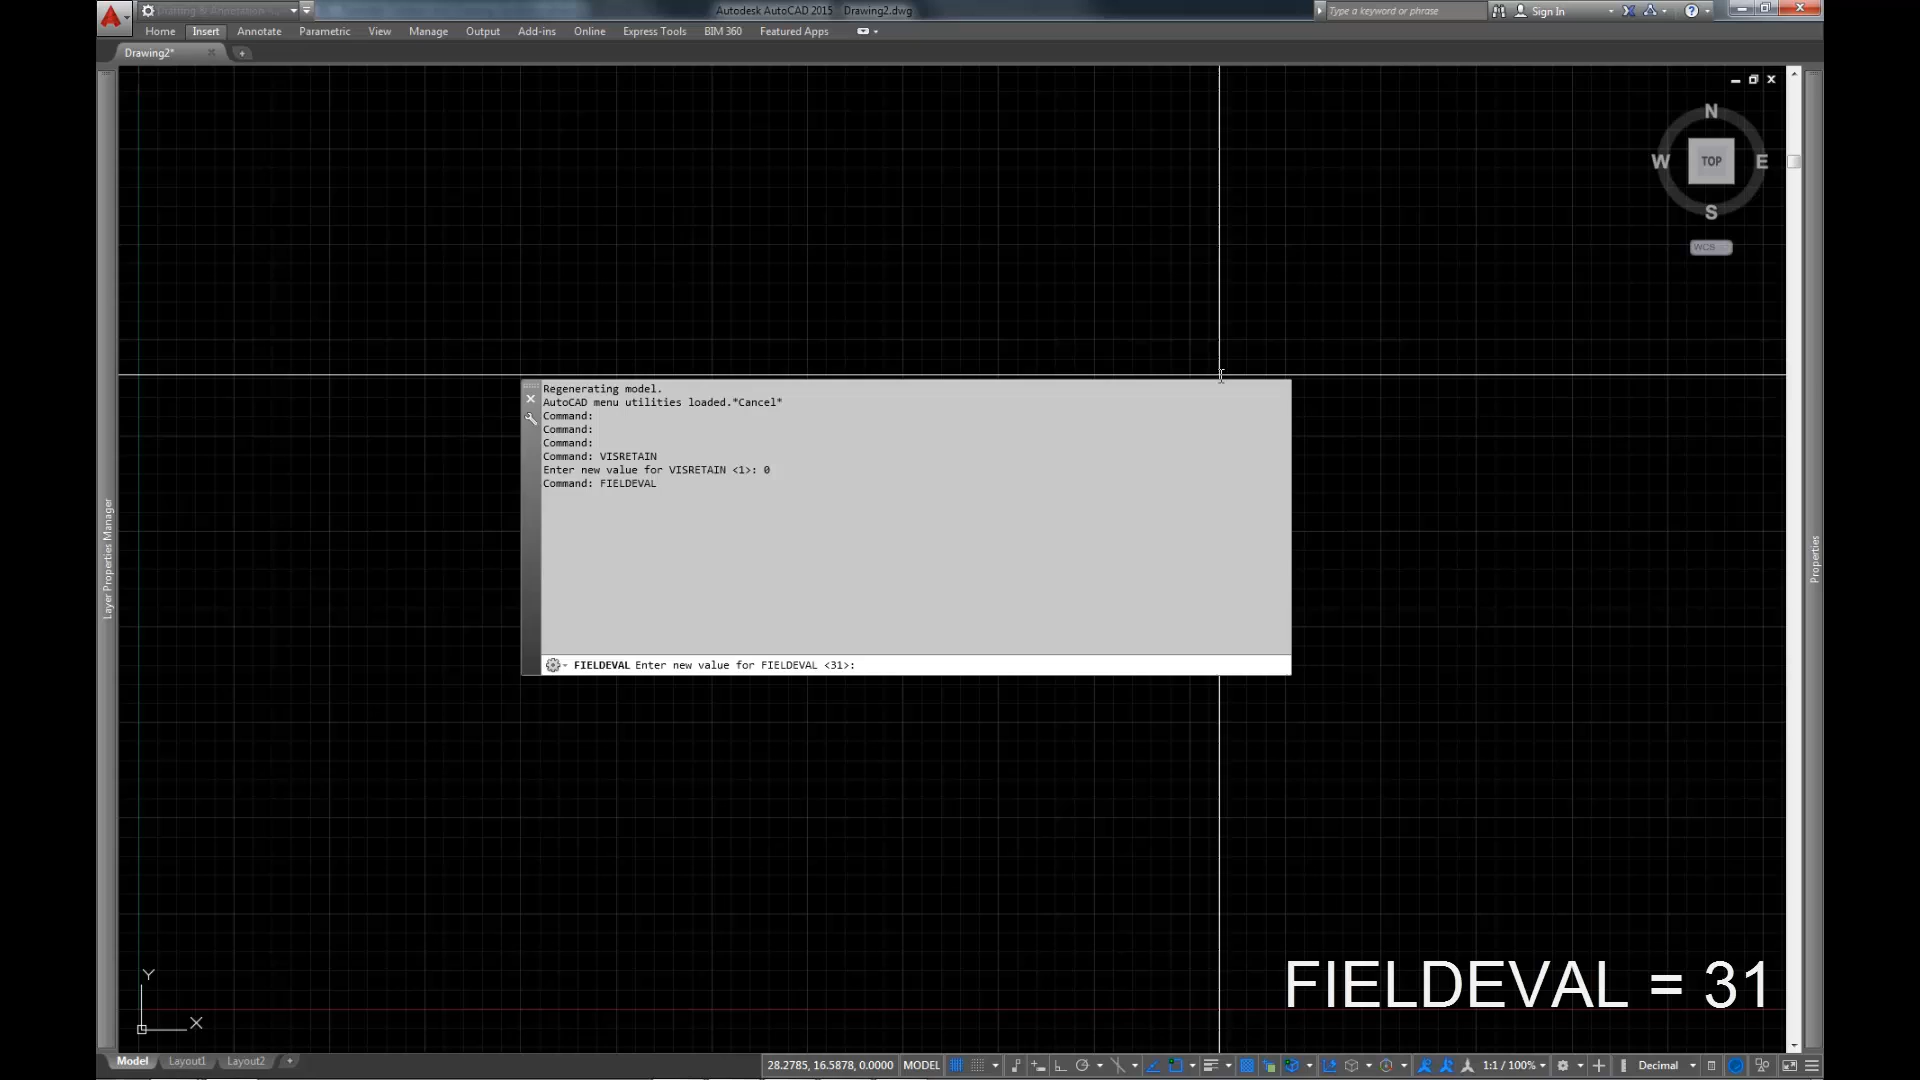 Drafting & Annotation
Autodesk AutoCAD 2015 Drawing2.dwg
Type a keyword or phrase
Sign In
Home Insert Annotate Parametric View Manage Output Add-ins Online Express Tools BIM 360 Featured Apps
Drawing2*
N
W TOP E
S
WCS
Regenerating model.
AutoCAD menu utilities loaded.*Cancel*
Command:
Command:
Command:
Command: VISRETAIN
Enter new value for VISRETAIN <1>: 0
Command: FIELDEVAL
FIELDEVAL Enter new value for FIELDEVAL <31>:
Layer Properties Manager
Properties
FIELDEVAL = 31
Y
X
Model Layout1 Layout2
28.2785, 16.5878, 0.0000 MODEL 1:1 / 100% Decimal